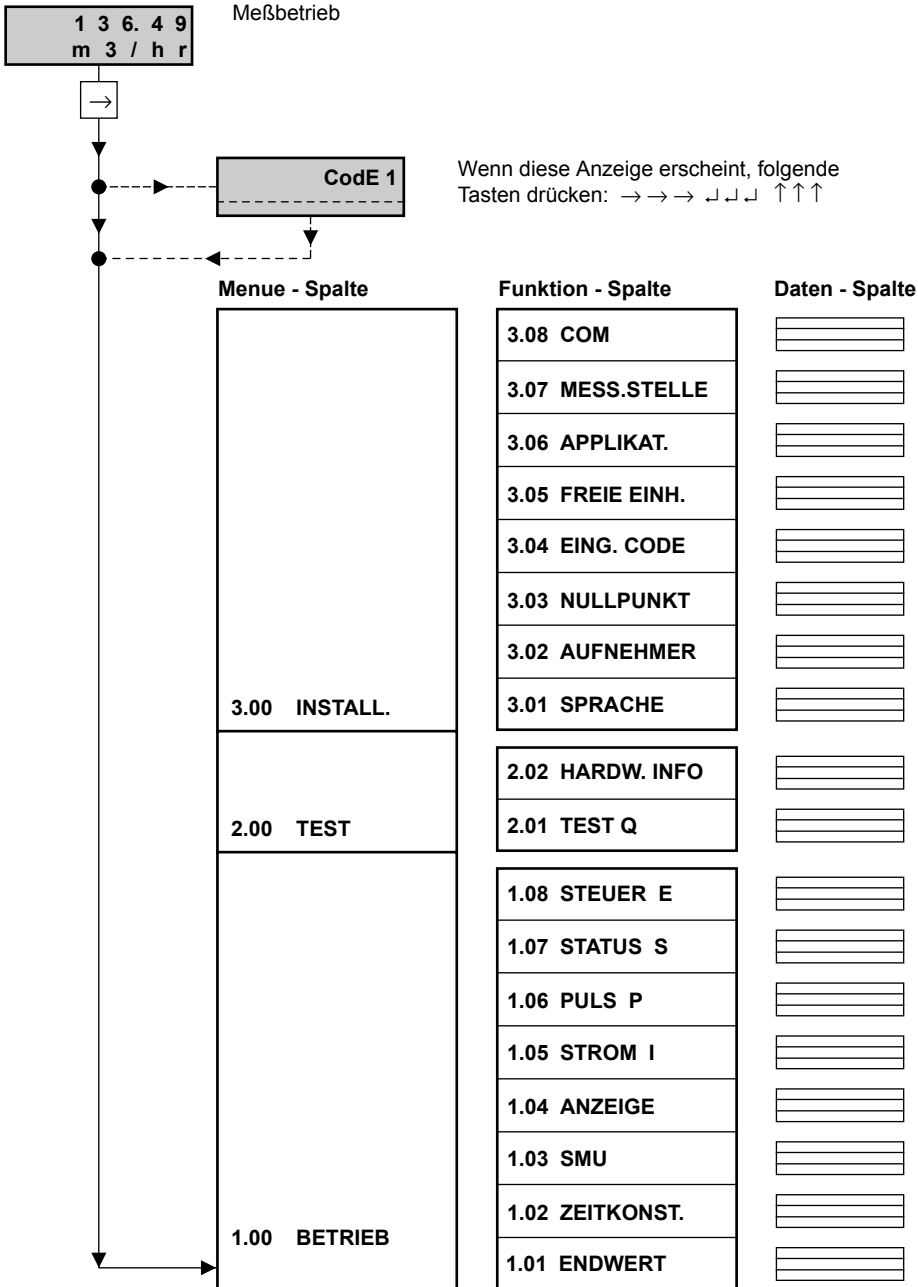 1 3 6. 4 9
m 3 / h r
Meßbetrieb
→
CodE 1
Wenn diese Anzeige erscheint, folgende
Tasten drücken: → → → ↵ ↵ ↵ ↑ ↑ ↑
Menue - Spalte Funktion - Spalte Daten - Spalte
3.08 COM
3.07 MESS.STELLE
3.06 APPLIKAT.
3.05 FREIE EINH.
3.04 EING. CODE
3.03 NULLPUNKT
3.02 AUFNEHMER
3.00 INSTALL. 3.01 SPRACHE
2.02 HARDW. INFO
2.00 TEST 2.01 TEST Q
1.08 STEUER E
1.07 STATUS S
1.06 PULS P
1.05 STROM I
1.04 ANZEIGE
1.03 SMU
1.02 ZEITKONST.
1.00 BETRIEB
1.01 ENDWERT